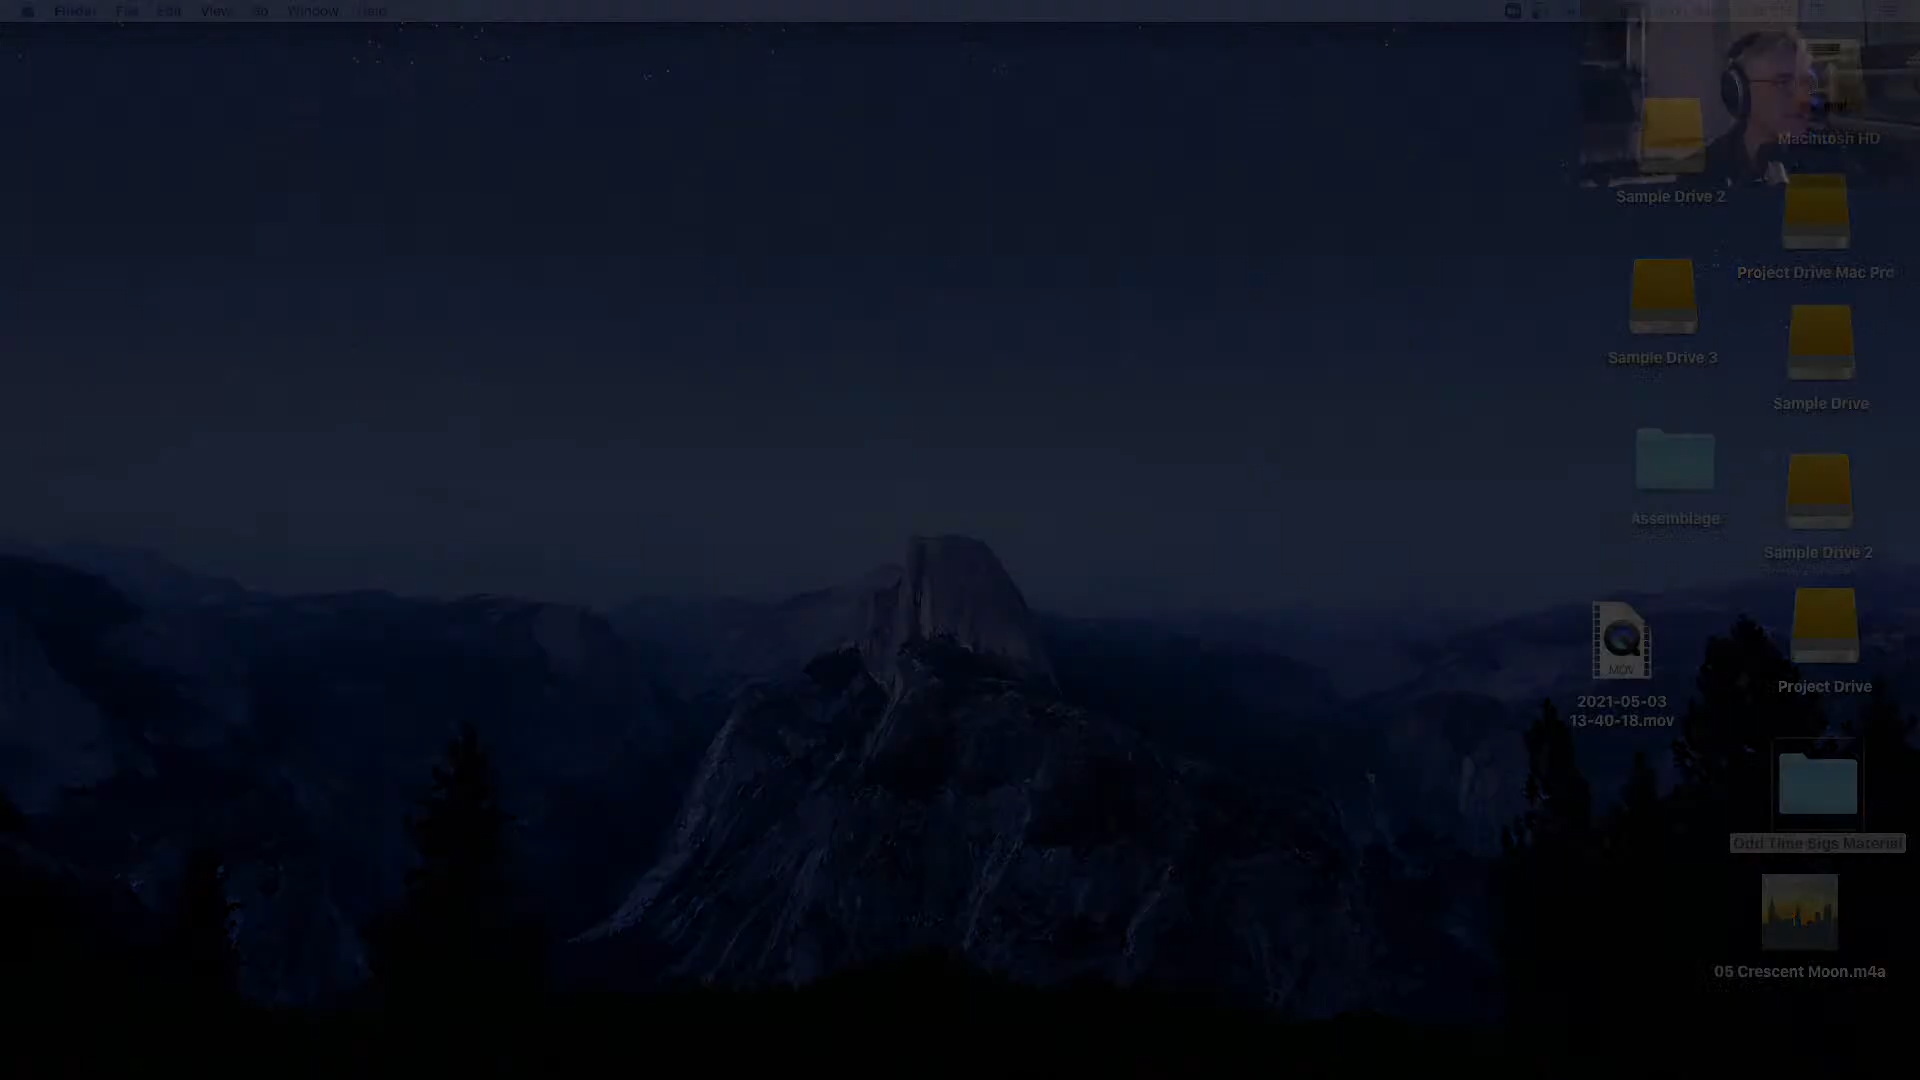 Finder File Edit View Go Window Help
Macintosh HD
Sample Drive 2
Project Drive Mac Pro
Sample Drive 3
Sample Drive
Assemblage
Sample Drive 2
MOV
Project Drive
2021-05-03
13-40-18.mov
Odd Time Sigs Material
05 Crescent Moon.m4a